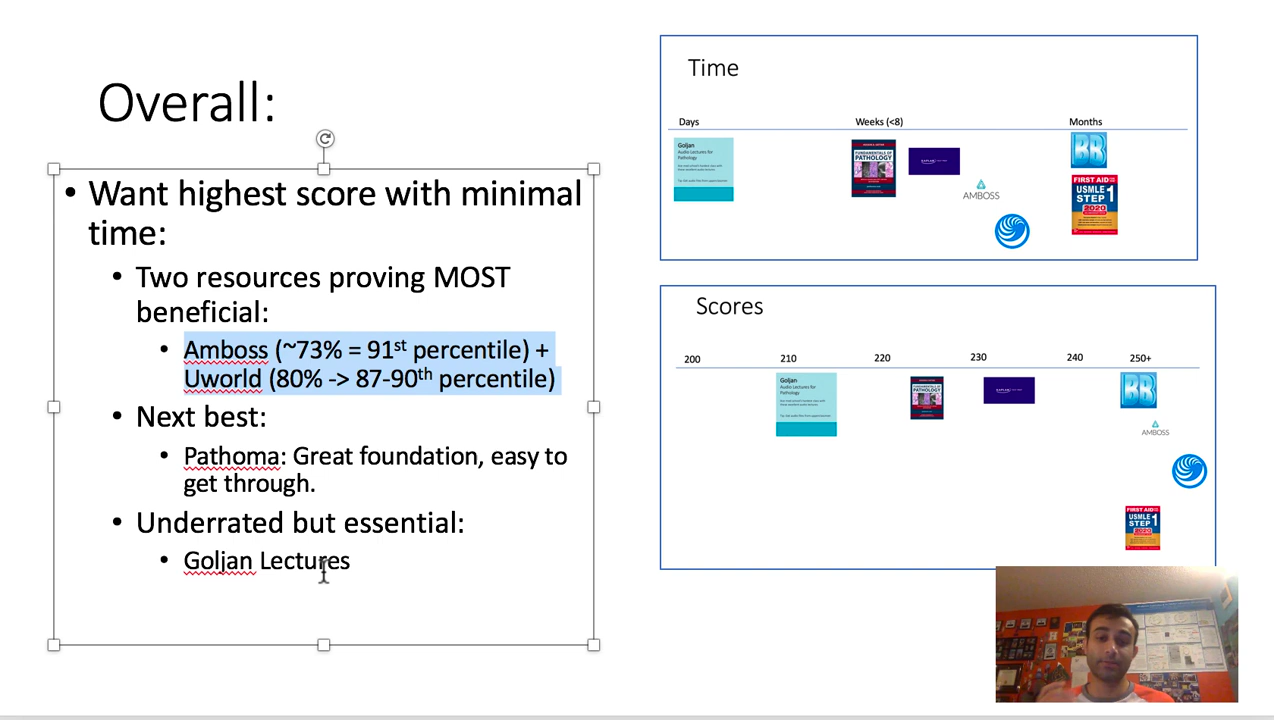 Overall:
• Want highest score with minimal
time:
• Two resources proving MOST
beneficial:
• Amboss (~73% = 91st percentile) +
Uworld (80% -> 87-90th percentile)
• Next best:
• Pathoma: Great foundation, easy to
get through.
• Underrated but essential:
• Goljan Lectures
Time
Days Weeks (<8) Months
Goljan
Audio Lectures for
Pathology
FUNDAMENTALS OF
PATHOLOGY
KAPLAN
AMBOSS
BB
FIRST AID
USMLE
STEP 1
2020
Scores
200 210 220 230 240 250+
Goljan
Audio Lectures for
Pathology
FUNDAMENTALS OF
PATHOLOGY
BB
AMBOSS
FIRST AID
USMLE
STEP 1
2020